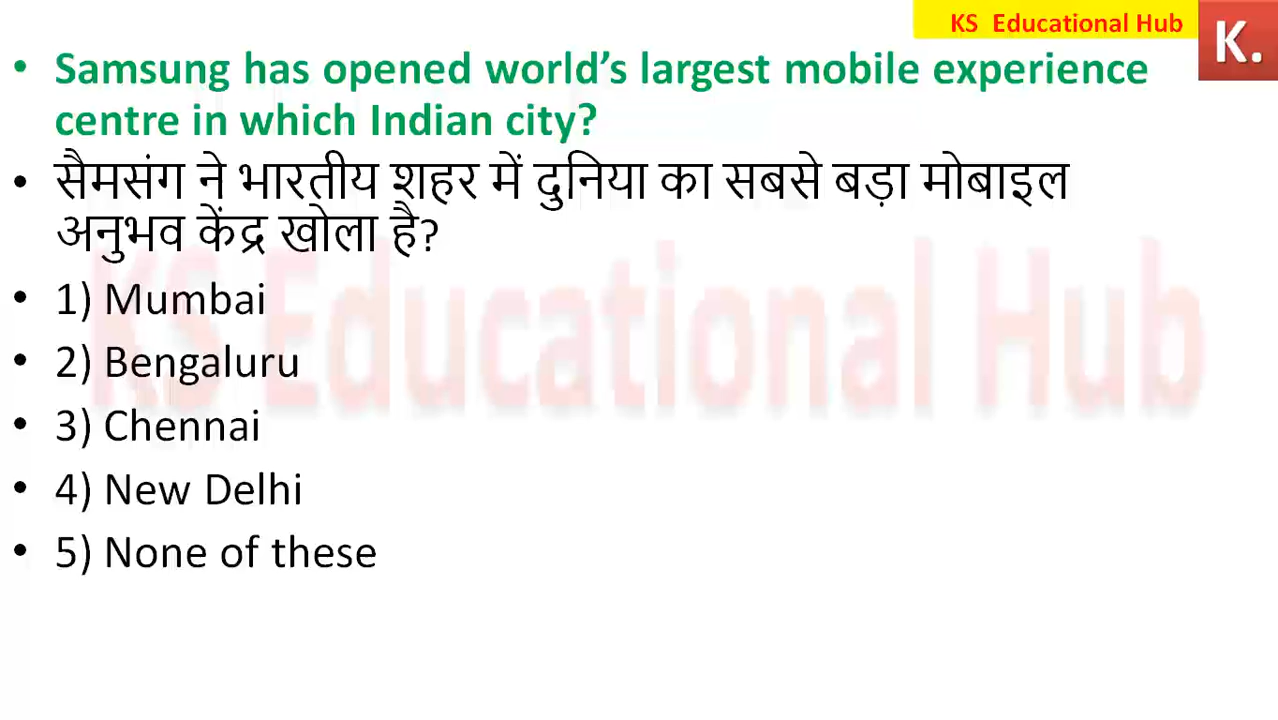 KS Educational Hub
K.
• Samsung has opened world’s largest mobile experience
centre in which Indian city?
• सैमसंग ने भारतीय शहर में दुनिया का सबसे बड़ा मोबाइल
अनुभव केंद्र खोला है?
• 1) Mumbai
• 2) Bengaluru
• 3) Chennai
• 4) New Delhi
• 5) None of these
KS Educational Hub